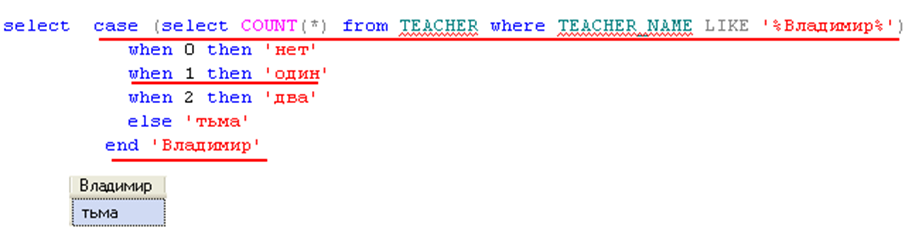 select case (select COUNT(*) from TEACHER where TEACHER_NAME LIKE '%Владимир%')
when 0 then 'нет'
when 1 then 'один'
when 2 then 'два'
else 'тьма'
end 'Владимир'
Владимир
тьма